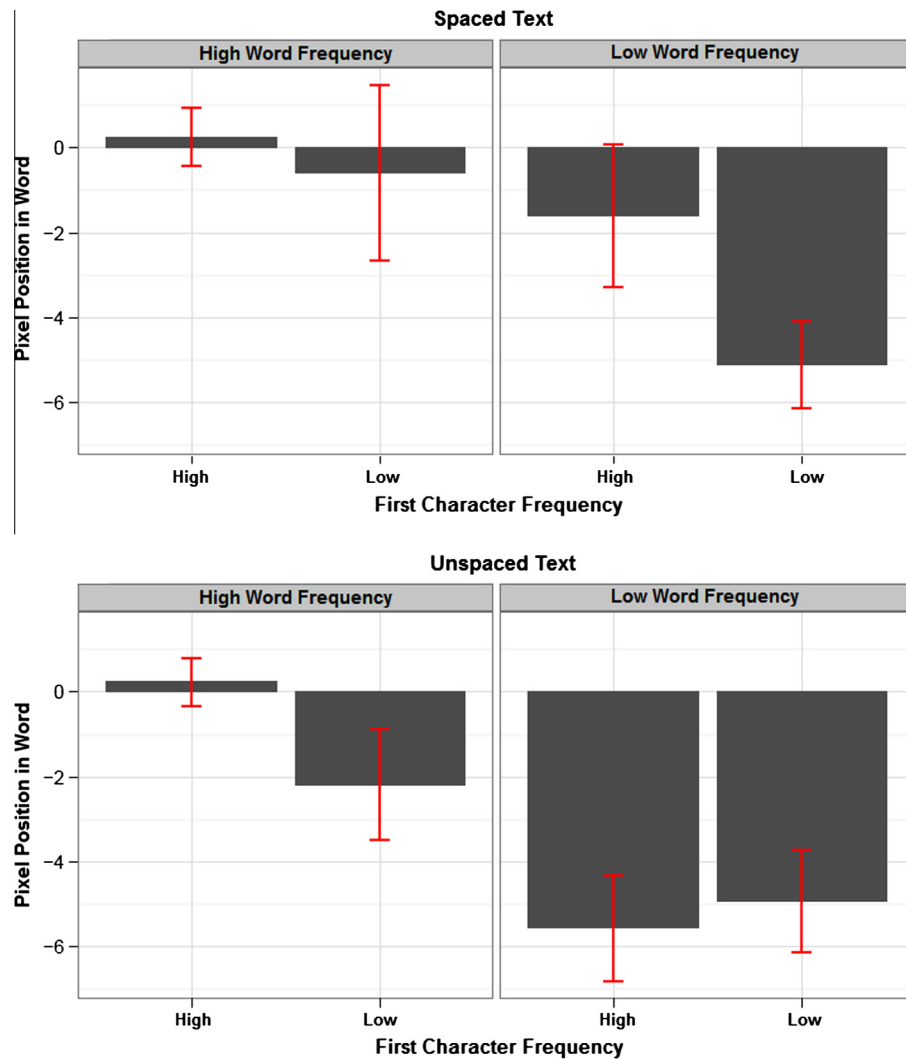 Spaced Text
High Word Frequency Low Word Frequency
Pixel Position in Word
0
−2
−4
−6
High Low High Low
First Character Frequency
Unspaced Text
High Word Frequency Low Word Frequency
Pixel Position in Word
0
−2
−4
−6
High Low High Low
First Character Frequency